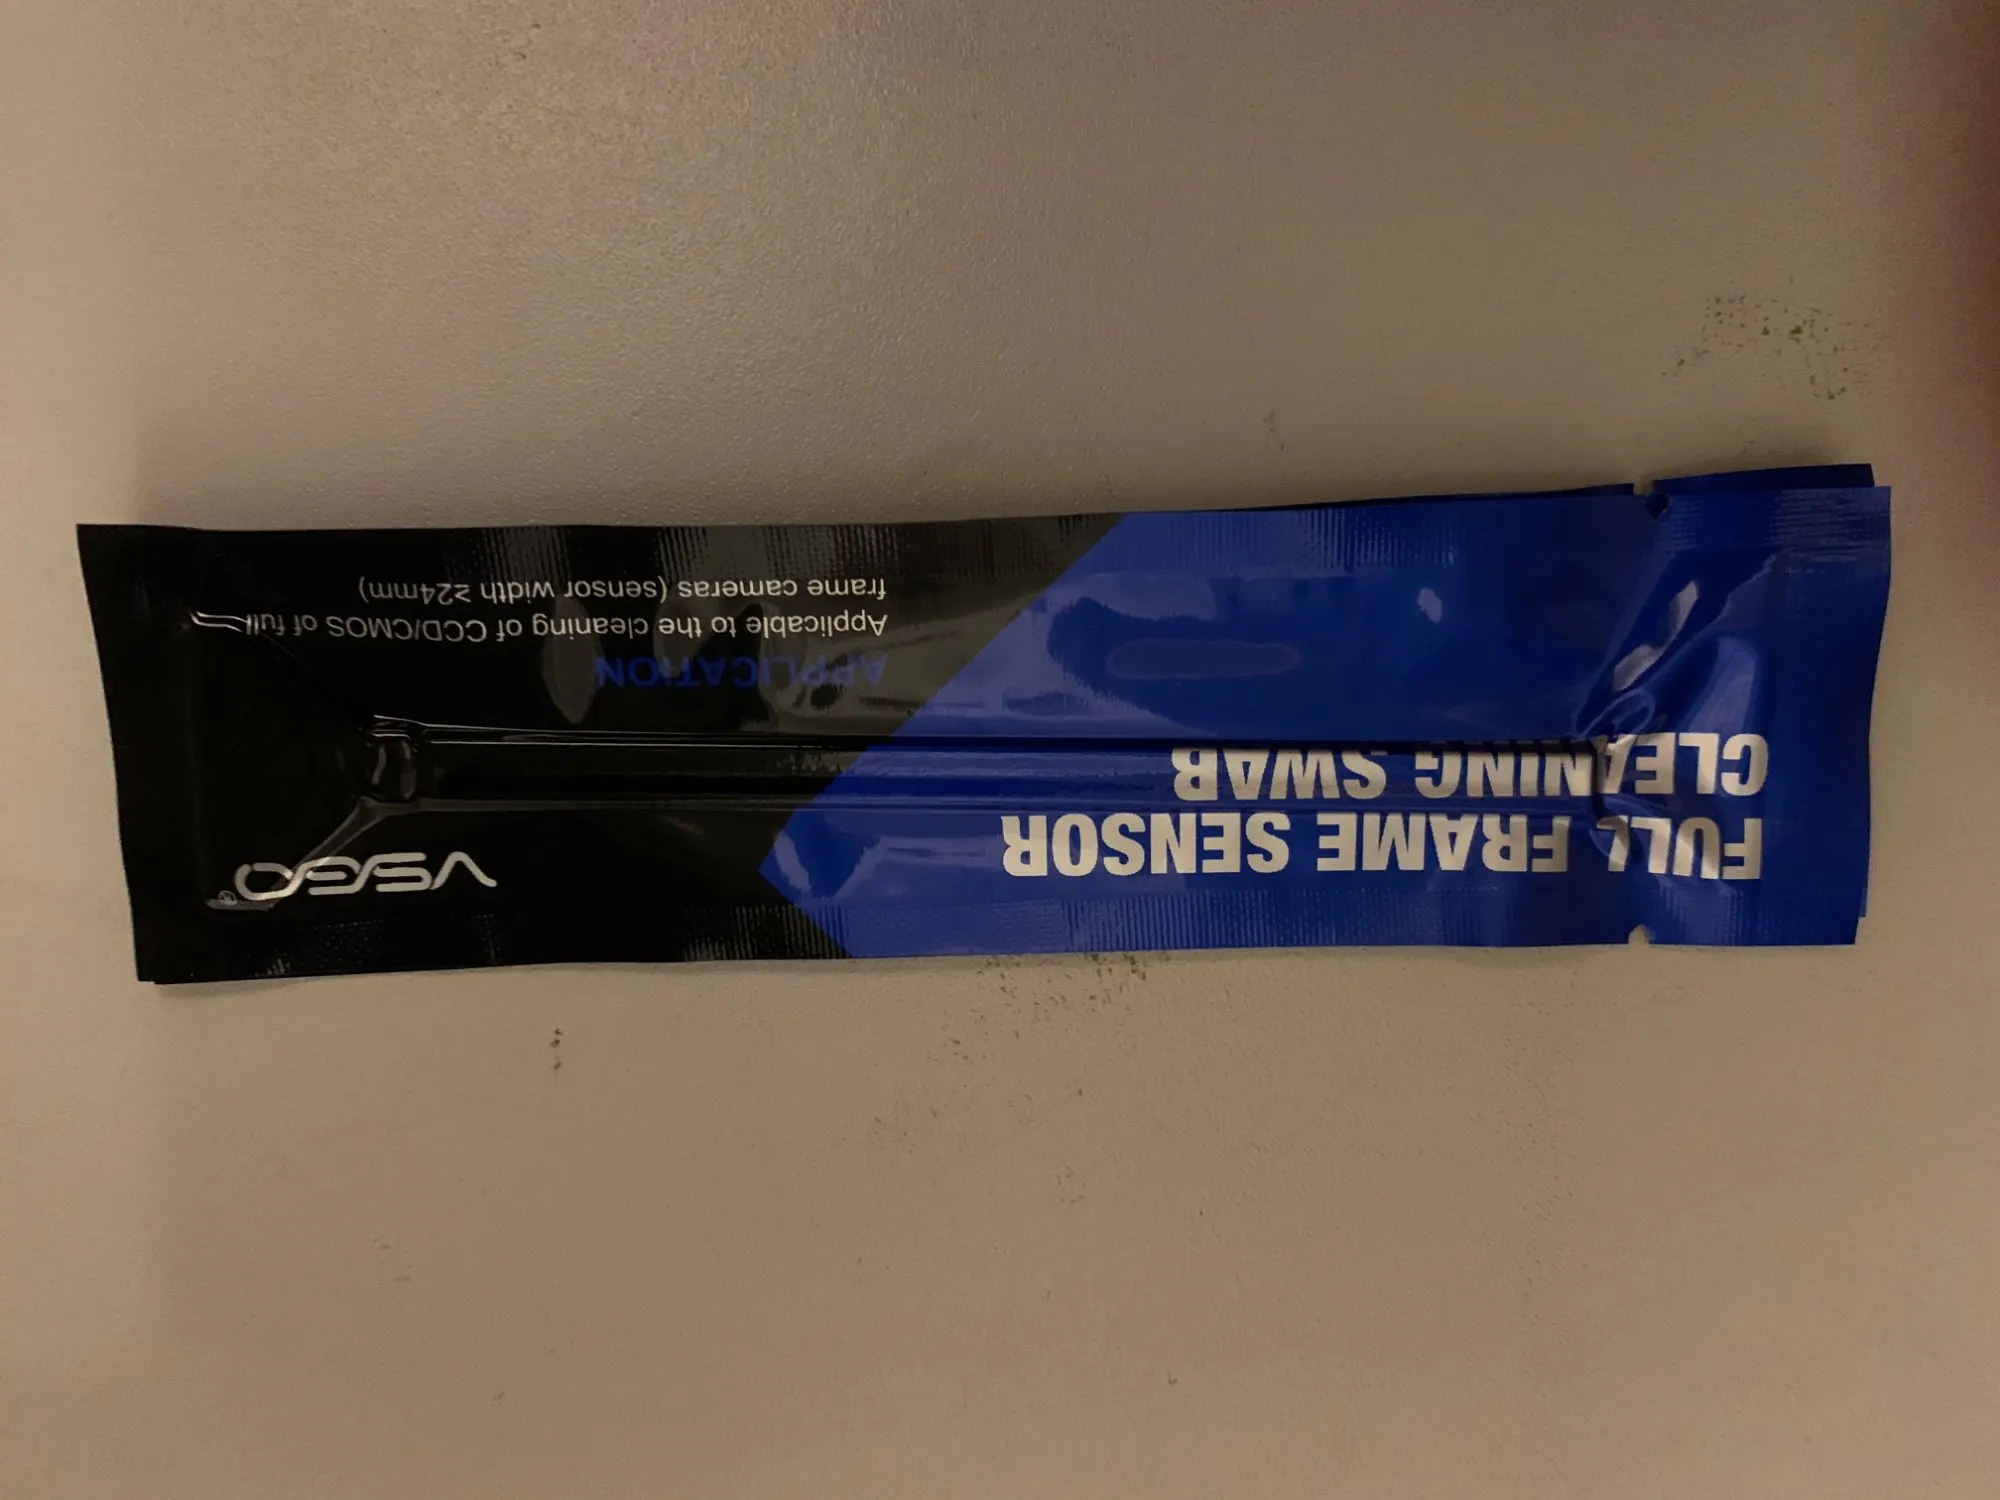 FULL FRAME SENSOR
CLEANING SWAB
VSGO®
APPLICATION
Applicable to the cleaning of CCD/CMOS of full
frame cameras (sensor width ≥24mm)